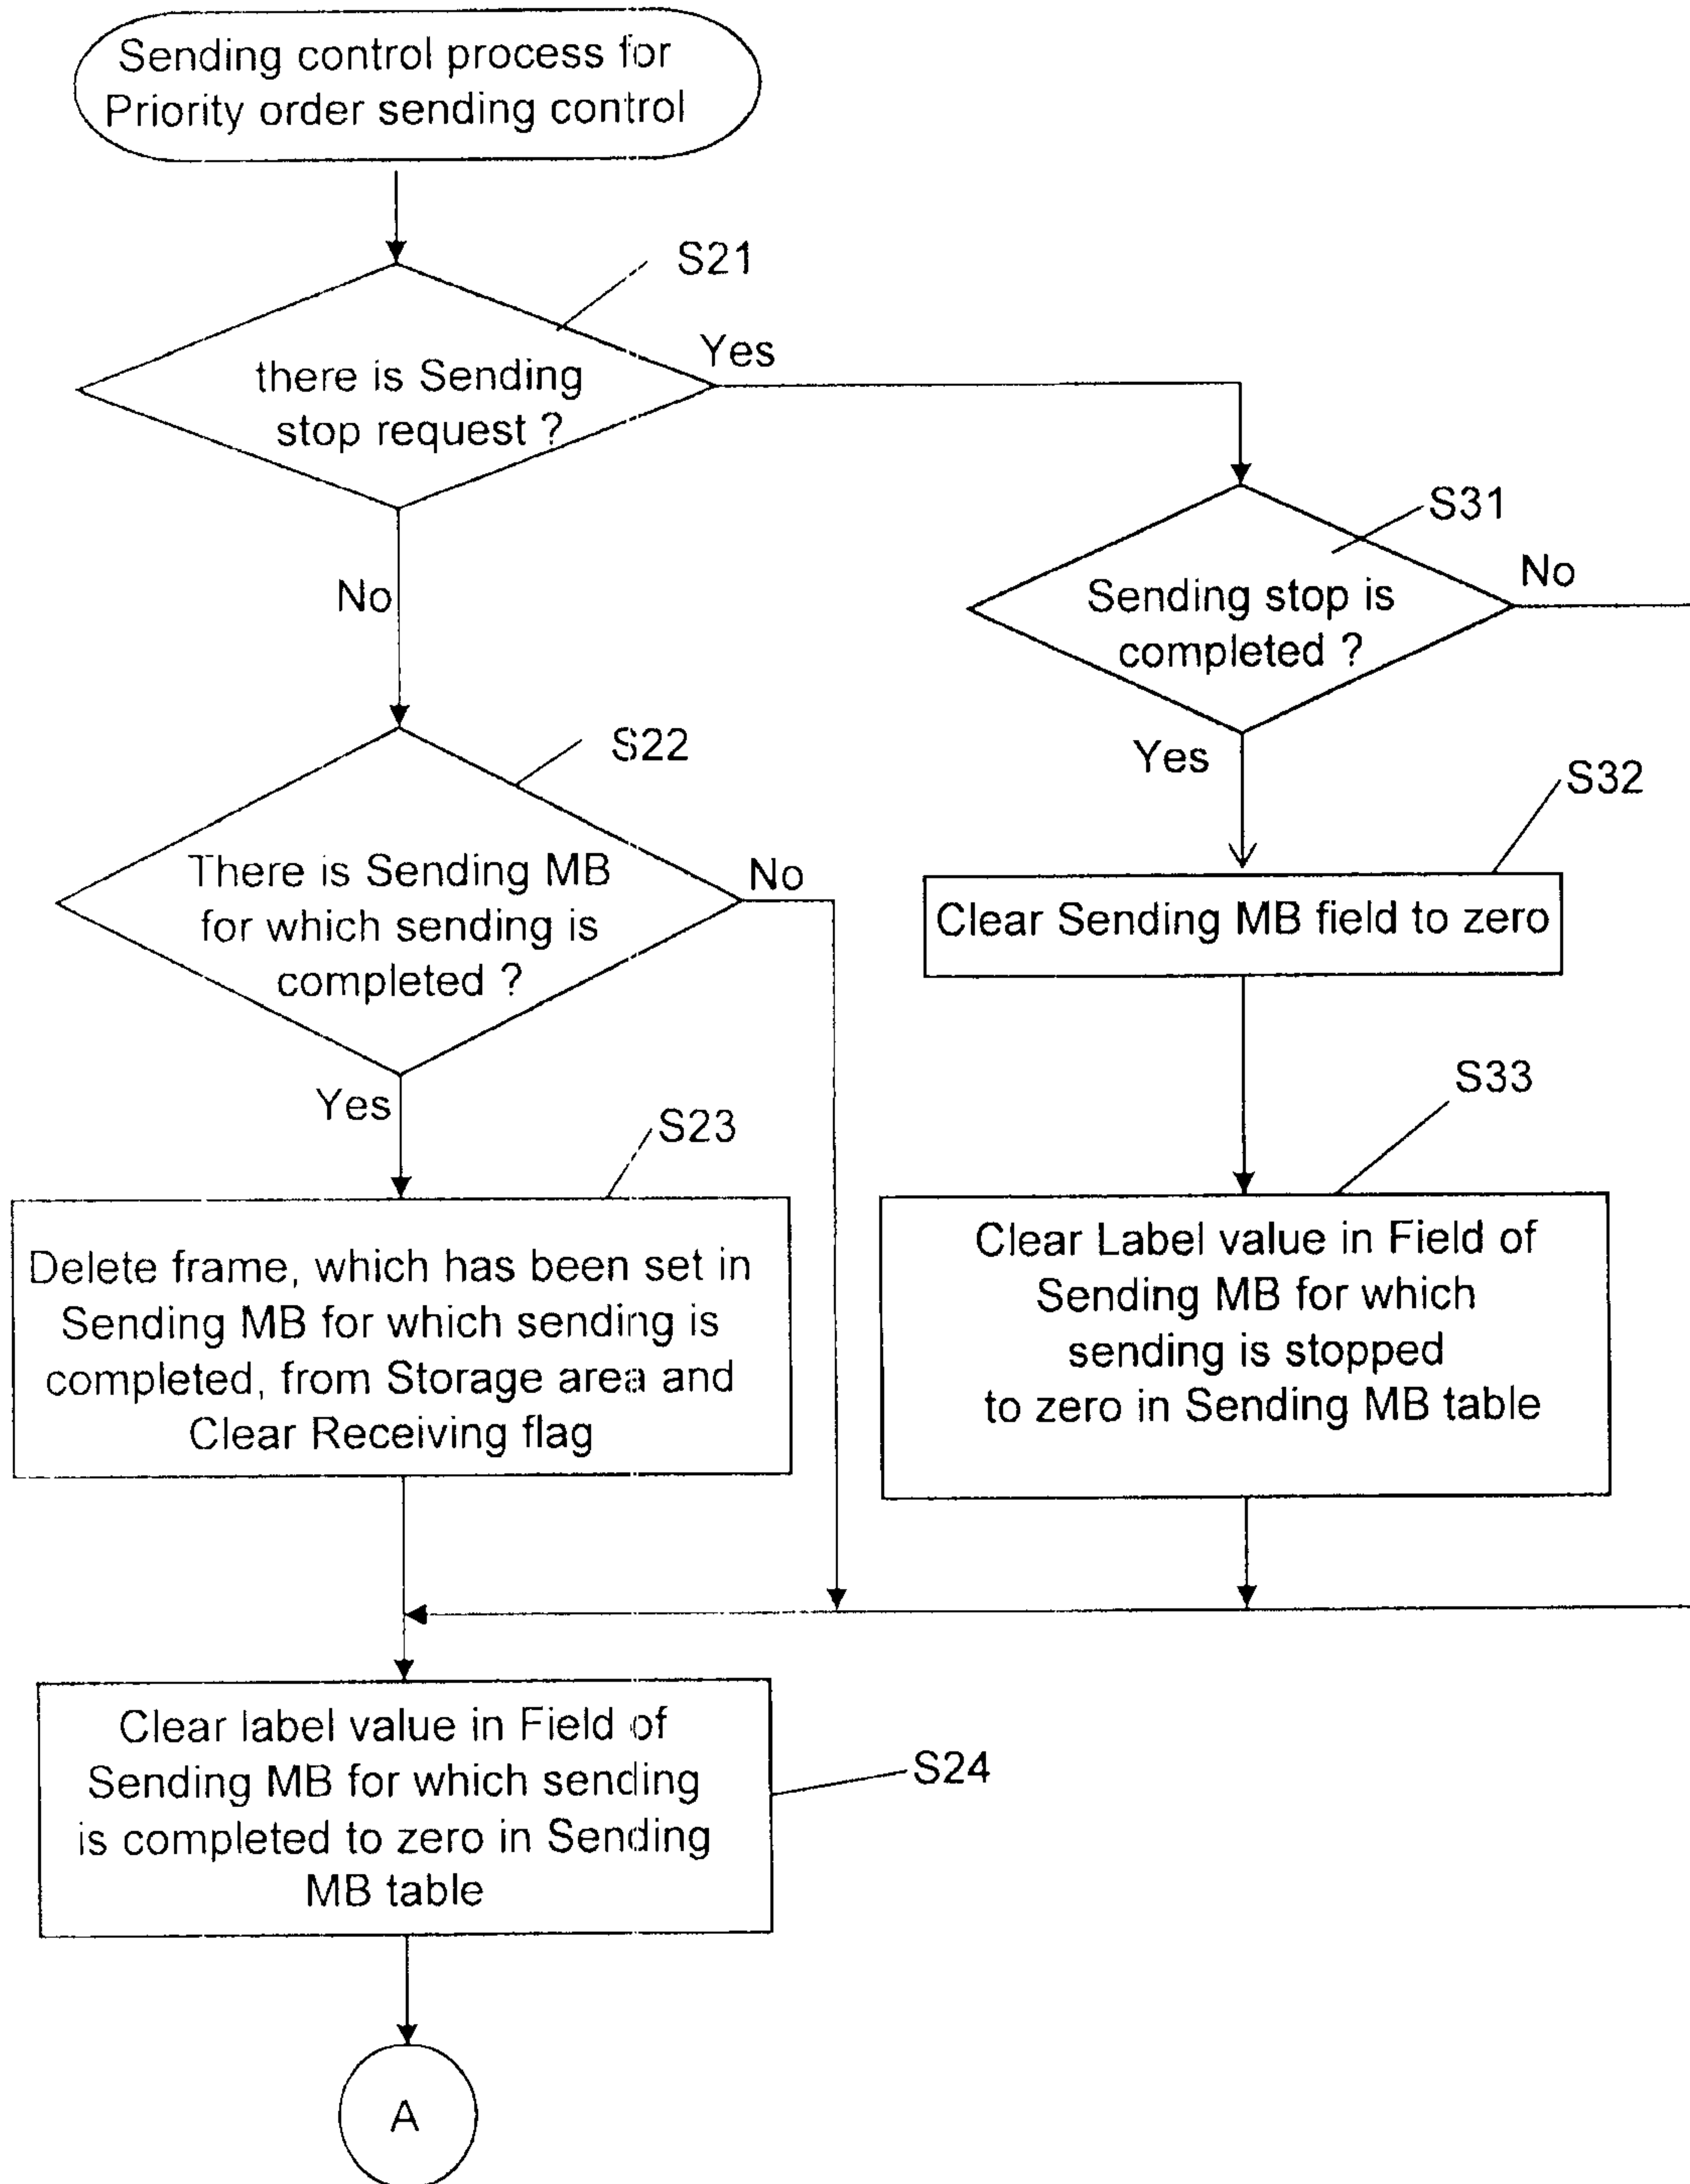 Sending control process for
Priority order sending control
S21
there is Sending
stop request ?
Yes
No
S31
Sending stop is
completed ?
No
Yes
S22
There is Sending MB
for which sending is
completed ?
No
Yes
S32
Clear Sending MB field to zero
S23
Delete frame, which has been set in
Sending MB for which sending is
completed, from Storage area and
Clear Receiving flag
S33
Clear Label value in Field of
Sending MB for which
sending is stopped
to zero in Sending MB table
Clear label value in Field of
Sending MB for which sending
is completed to zero in Sending
MB table
S24
A